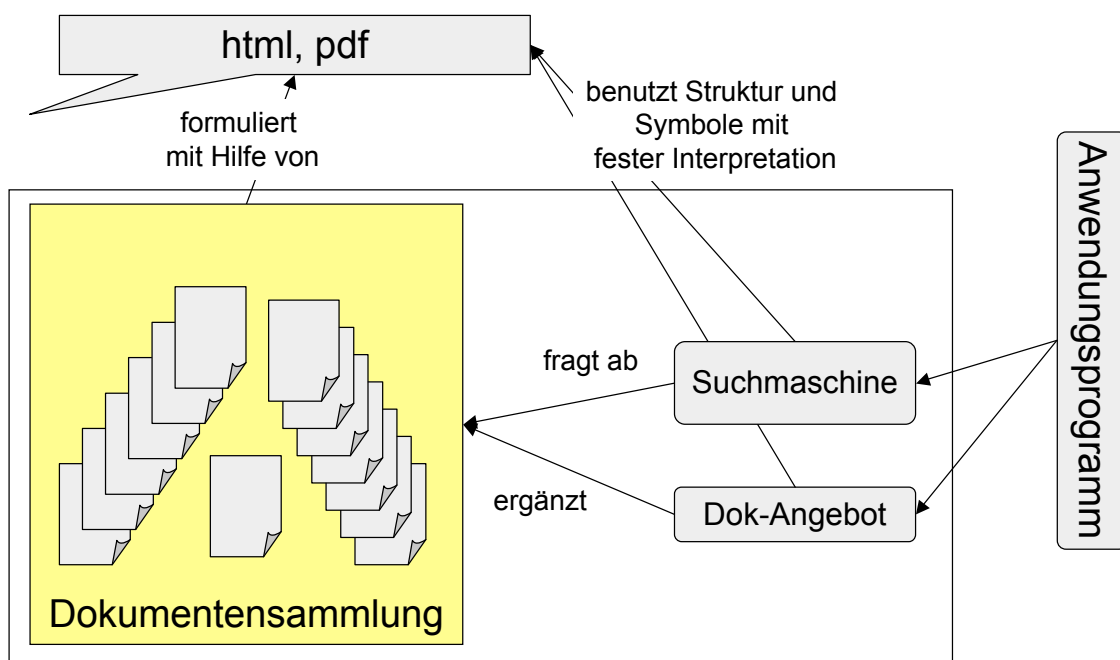 html, pdf
formuliert
mit Hilfe von
benutzt Struktur und
Symbole mit
fester Interpretation
Anwendungsprogramm
fragt ab
Suchmaschine
ergänzt
Dok-Angebot
Dokumentensammlung